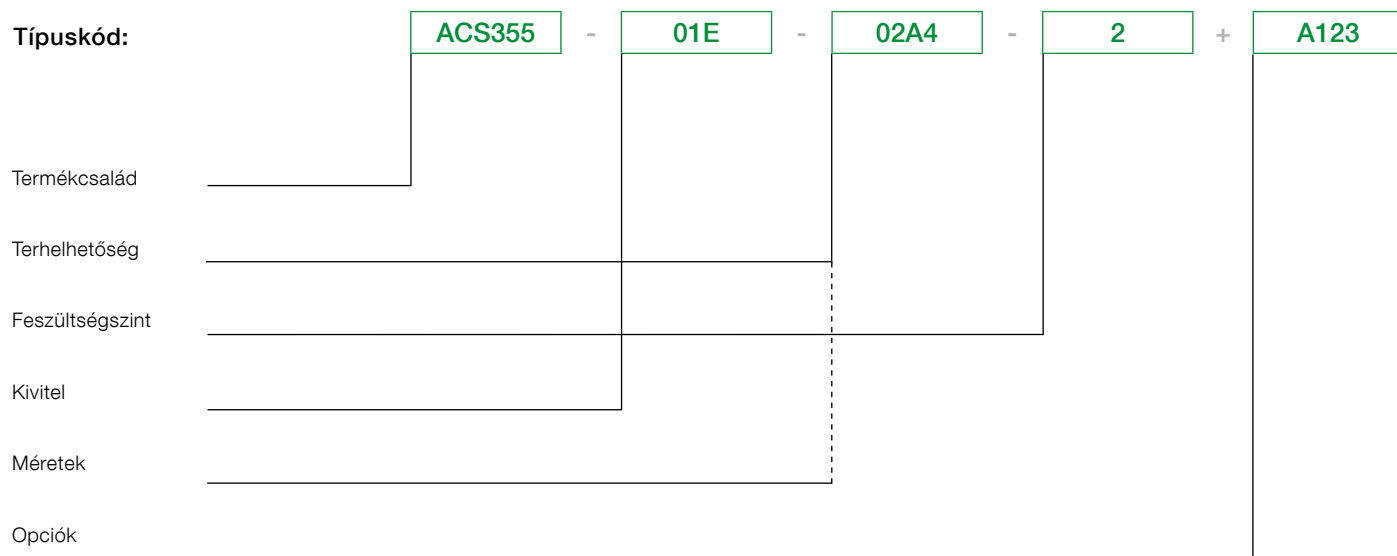 Típuskód: ACS355 - 01E - 02A4 - 2 + A123
Termékcsalád
Terhelhetőség
Feszültségszint
Kivitel
Méretek
Opciók